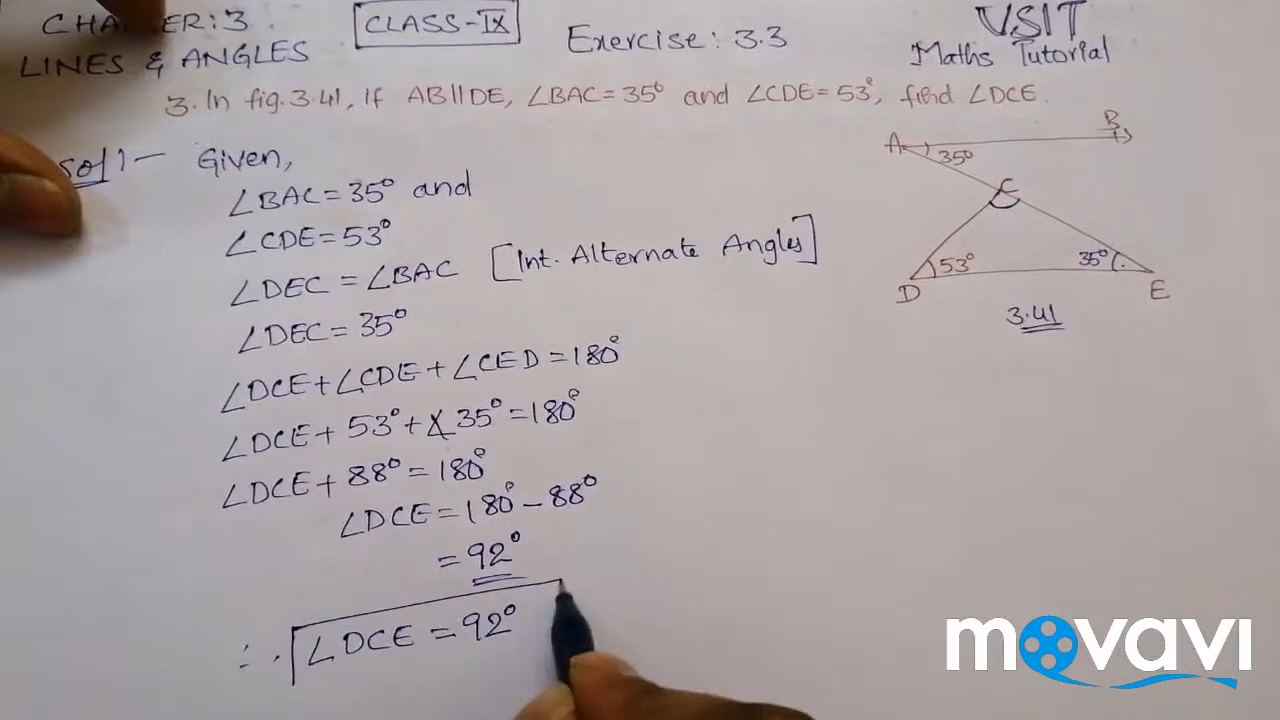 CHA ER: 3
LINES & ANGLES
CLASS-IX
Exercise: 3.3
VSIT
Maths Tutorial
3. In fig. 3.41, if AB||DE, ∠BAC=35° and ∠CDE=53°, find ∠DCE.
Sol:- Given,
∠BAC=35° and
∠CDE=53°
∠DEC = ∠BAC [Int. Alternate Angles]
∠DEC = 35°
∠DCE+∠CDE+∠CED=180°
∠DCE+ 53°+ 35°=180°
∠DCE+ 88°=180°
∠DCE=180°-88°
=92°
∴ ∠DCE=92°
A B
35°
C
53° 35°
D E
3.41
movavi